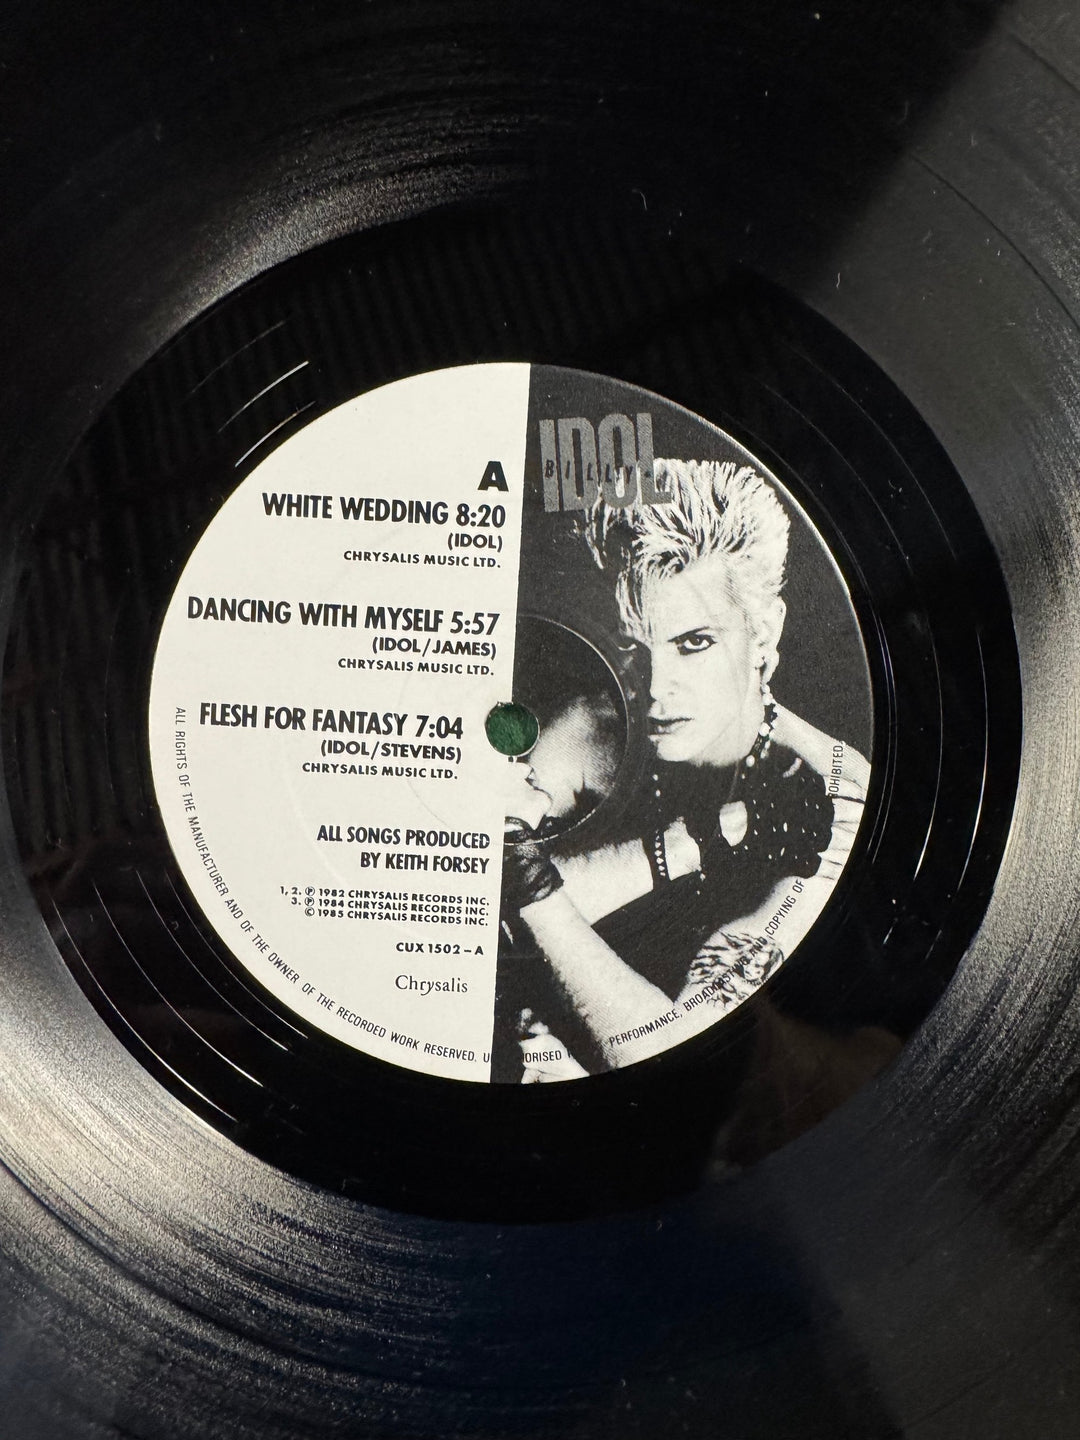 IDOL
BILLY
A
WHITE WEDDING 8:20
(IDOL)
CHRYSALIS MUSIC LTD.
DANCING WITH MYSELF 5:57
(IDOL/JAMES)
CHRYSALIS MUSIC LTD.
FLESH FOR FANTASY 7:04
(IDOL/STEVENS)
CHRYSALIS MUSIC LTD.
ALL SONGS PRODUCED
BY KEITH FORSEY
1, 2. Ⓟ 1982 CHRYSALIS RECORDS INC.
3. Ⓟ 1984 CHRYSALIS RECORDS INC.
© 1985 CHRYSALIS RECORDS INC.
CUX 1502–A
Chrysalis
ALL RIGHTS OF THE MANUFACTURER AND OF THE OWNER OF THE RECORDED WORK RESERVED. PERFORMANCE, COPYING OF